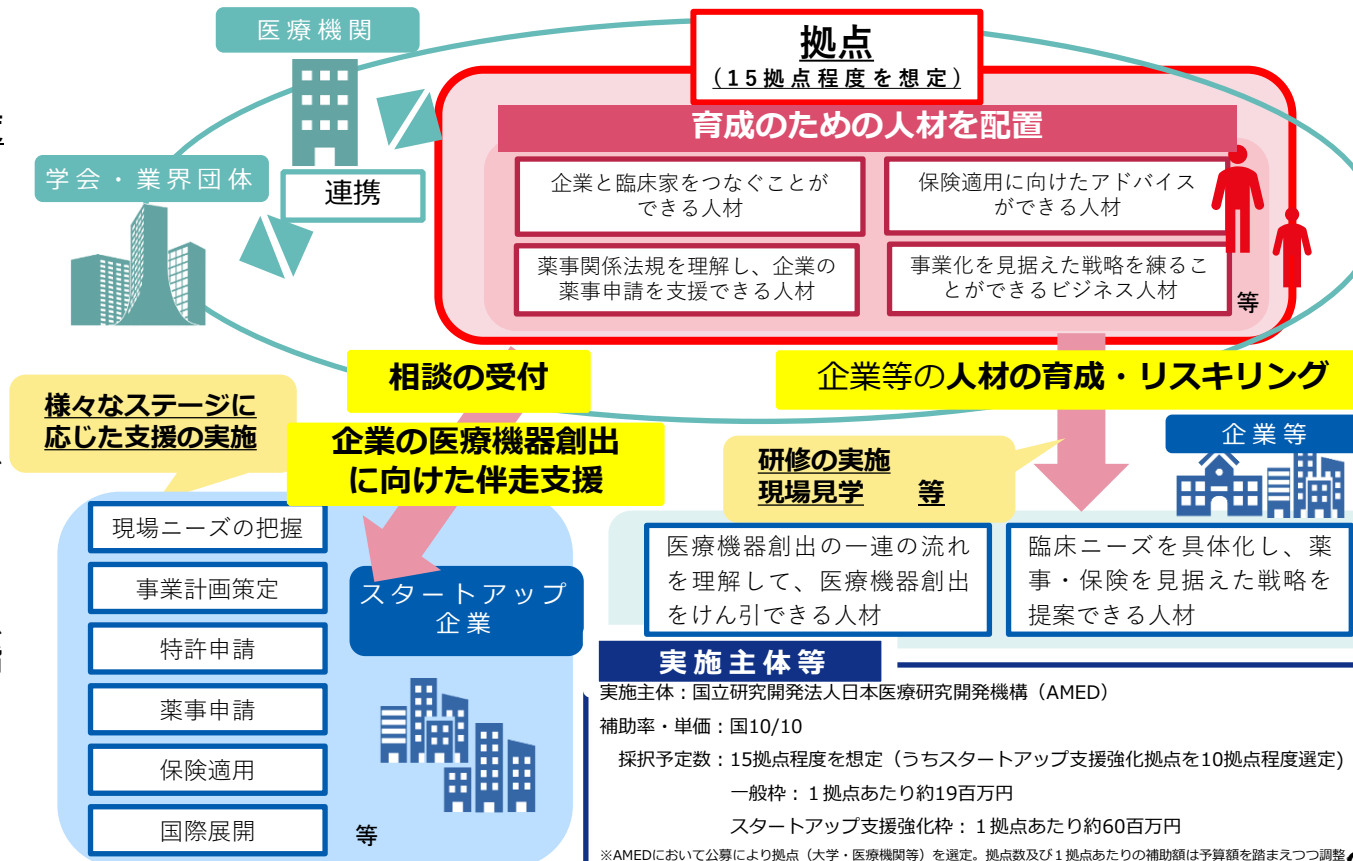 医療機関
拠点
(15拠点程度を想定)
育成のための人材を配置
学会・業界団体
連携
企業と臨床家をつなぐことが
できる人材
保険適用に向けたアドバイス
ができる人材
薬事関係法規を理解し、企業の
薬事申請を支援できる人材
事業化を見据えた戦略を練るこ
とができるビジネス人材
等
相談の受付
企業等の人材の育成・リスキリング
様々なステージに
応じた支援の実施
企業の医療機器創出
に向けた伴走支援
研修の実施
現場見学 等
企業等
現場ニーズの把握
事業計画策定
特許申請
薬事申請
保険適用
国際展開
等
スタートアップ
企業
医療機器創出の一連の流れ
を理解して、医療機器創出
をけん引できる人材
臨床ニーズを具体化し、薬
事・保険を見据えた戦略を
提案できる人材
実施主体等
実施主体：国立研究開発法人日本医療研究開発機構（AMED）
補助率・単価：国10/10
採択予定数：15拠点程度を想定（うちスタートアップ支援強化拠点を10拠点程度選定)
一般枠：１拠点あたり約19百万円
スタートアップ支援強化枠：１拠点あたり約60百万円
※AMEDにおいて公募により拠点（大学・医療機関等）を選定。拠点数及び１拠点あたりの補助額は予算額を踏まえつつ調整